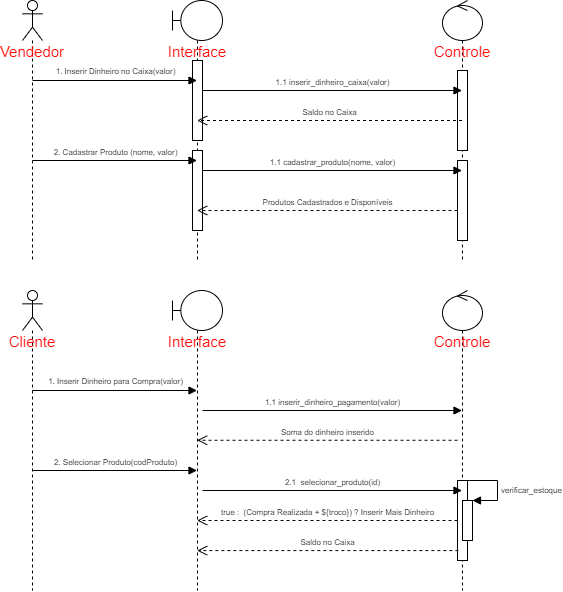 Vendedor
Interface
Controle
1. Inserir Dinheiro no Caixa(valor)
1.1 inserir_dinheiro_caixa(valor)
Saldo no Caixa
2. Cadastrar Produto (nome, valor)
1.1 cadastrar_produto(nome, valor)
Produtos Cadastrados e Disponíveis
Cliente
Interface
Controle
1. Inserir Dinheiro para Compra(valor)
1.1 inserir_dinheiro_pagamento(valor)
Soma do dinheiro inserido
2. Selecionar Produto(codProduto)
2.1 selecionar_produto(id)
verificar_estoque
true : (Compra Realizada + ${troco}) ? Inserir Mais Dinheiro
Saldo no Caixa